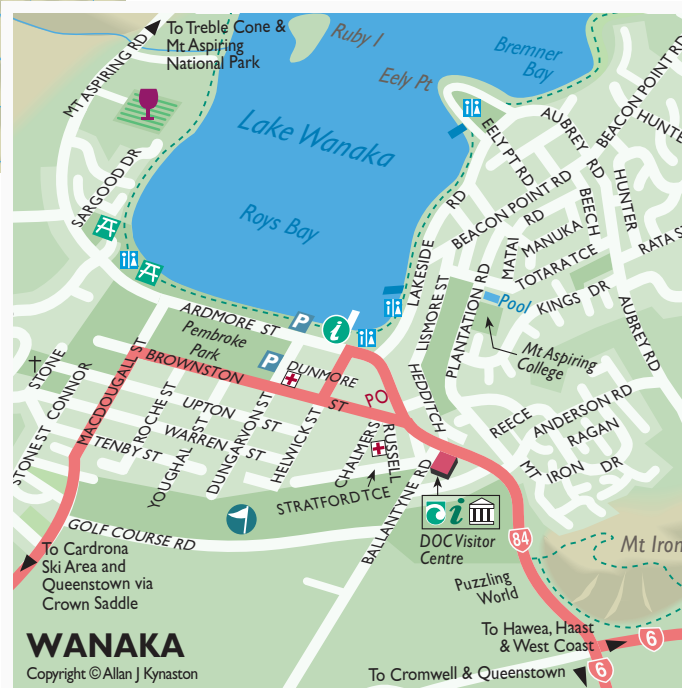 To Treble Cone &
Mt Aspiring
National Park
MT ASPIRING RD
Ruby I
Bremner
Bay
Eely Pt
Lake Wanaka
Roys Bay
SARGOOD DR
EELY PT RD
AUBREY RD
BEACON POINT RD
HUNTE
HUNTER
BEECH
BEACON POINT RD
MATAI RD
MANUKA
TOTARA TCE
RATA S
KINGS DR
Pool
LAKESIDE RD
LISMORE ST
PLANTATION RD
AUBREY RD
Mt Aspiring
College
ARDMORE ST
P
i
Pembroke
Park
P
DUNMORE
BROWNSTON ST
PO
HEDDITCH
STONE
CONNOR
STONEST
MACDOUGALL ST
ROCHE ST
UPTON ST
WARREN ST
TENBY ST
YOUGHAL ST
DUNGARVON ST
HELWICK ST
CHALMERS
RUSSELL
STRATFORD TCE
BALLANTYNE RD
REECE
ANDERSON RD
RAGAN
MT IRON DR
GOLF COURSE RD
i
DOC Visitor
Centre
84
Mt Iron
Puzzling
World
To Cardrona
Ski Area and
Queenstown via
Crown Saddle
To Hawea, Haast
& West Coast
6
To Cromwell & Queenstown
6
WANAKA
Copyright © Allan J Kynaston